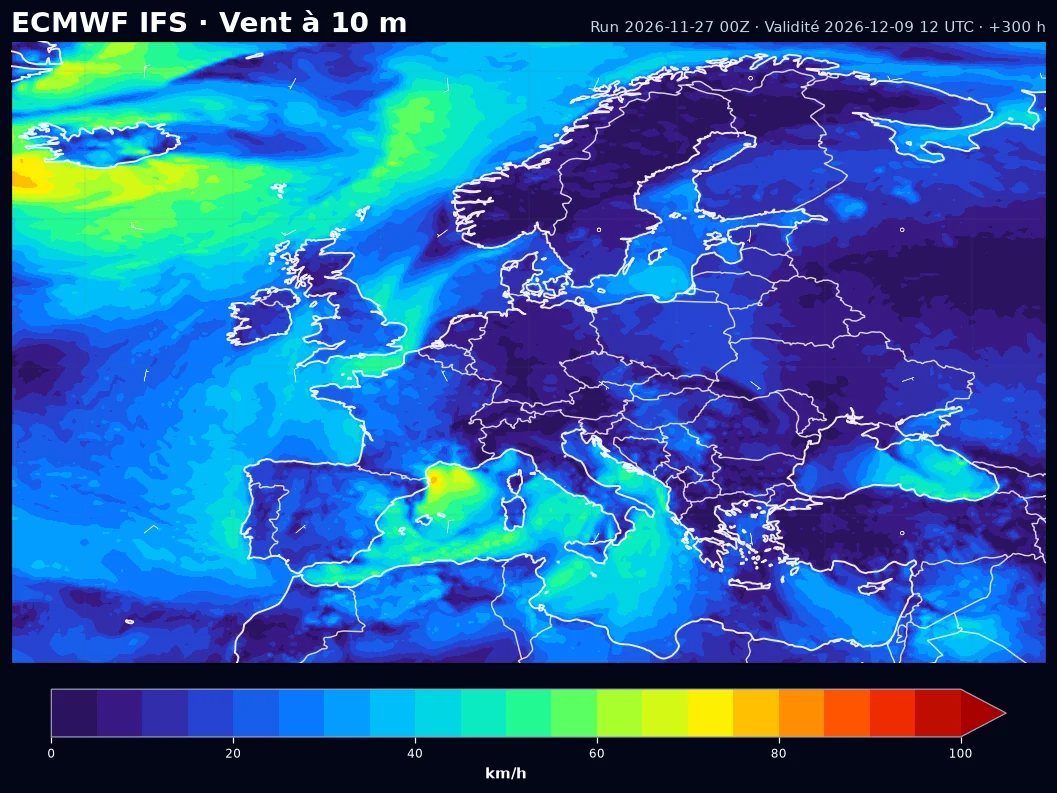 ECMWF IFS · Vent à 10 m
Run 2026-11-27 00Z · Validité 2026-12-09 12 UTC · +300 h
0 20 40 60 80 100
km/h